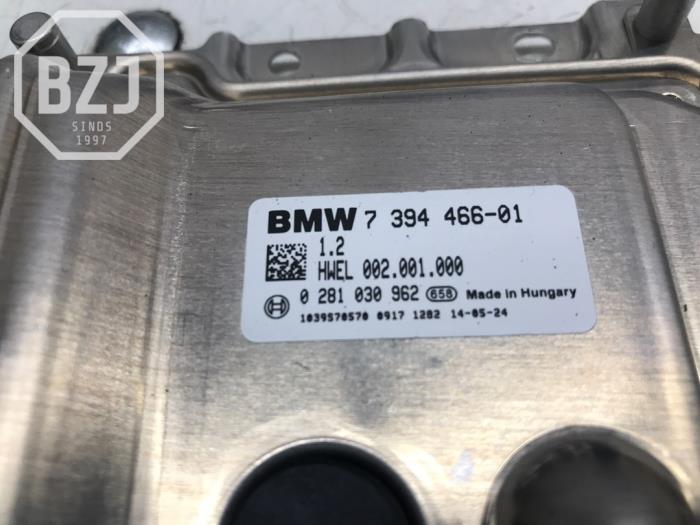 BZJ
SINDS
1997
BMW 7 394 466-01
1.2
HWEL 002.001.000
0 281 030 962 658 Made in Hungary
1039S70570 0917 1282 14-05-24